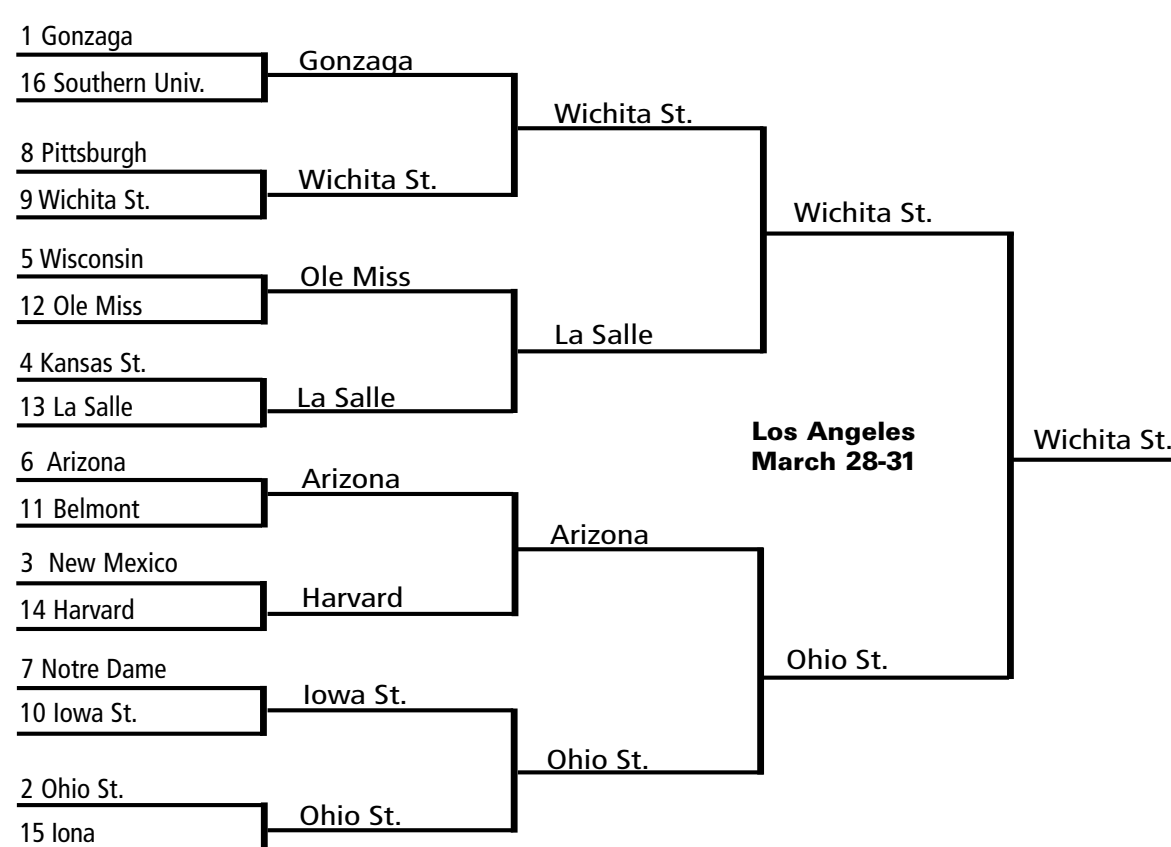 1 Gonzaga
16 Southern Univ.
8 Pittsburgh
9 Wichita St.
5 Wisconsin
12 Ole Miss
4 Kansas St.
13 La Salle
6 Arizona
11 Belmont
3 New Mexico
14 Harvard
7 Notre Dame
10 Iowa St.
2 Ohio St.
15 Iona
Gonzaga
Wichita St.
Ole Miss
La Salle
Arizona
Harvard
Iowa St.
Ohio St.
Wichita St.
La Salle
Arizona
Ohio St.
Wichita St.
Ohio St.
Los Angeles
March 28-31
Wichita St.